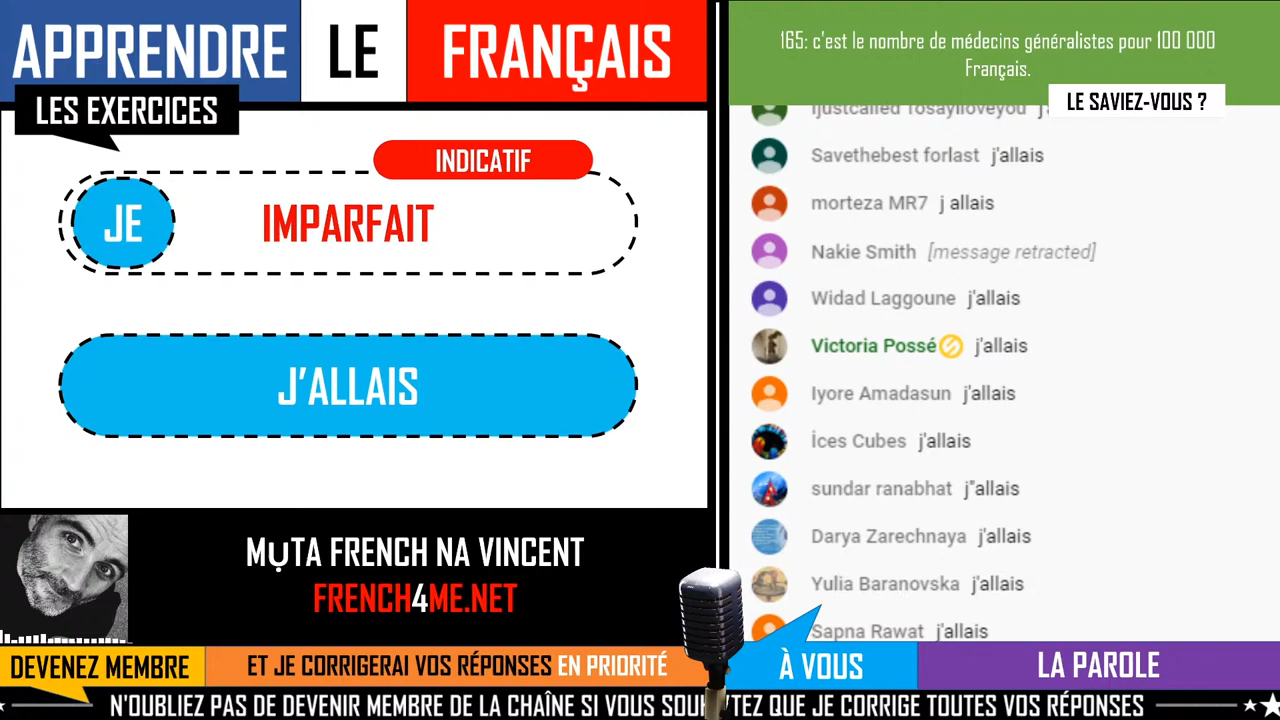 APPRENDRE LE FRANÇAIS
LES EXERCICES
INDICATIF
JE IMPARFAIT
J'ALLAIS
MụTA FRENCH NA VINCENT
FRENCH4ME.NET
DEVENEZ MEMBRE
ET JE CORRIGERAI VOS RÉPONSES EN PRIORITÉ
165: c'est le nombre de médecins généralistes pour 100 000
Français.
LE SAVIEZ-VOUS ?
Savethebest forlast j'allais
morteza MR7 j allais
Nakie Smith [message retracted]
Widad Laggoune j'allais
Victoria Possé j'allais
Iyore Amadasun j'allais
İces Cubes j'allais
sundar ranabhat j"allais
Darya Zarechnaya j'allais
Yulia Baranovska j'allais
Sapna Rawat j'allais
À VOUS LA PAROLE
N'OUBLIEZ PAS DE DEVENIR MEMBRE DE LA CHAÎNE SI VOUS QUE JE CORRIGE TOUTES VOS RÉPONSES